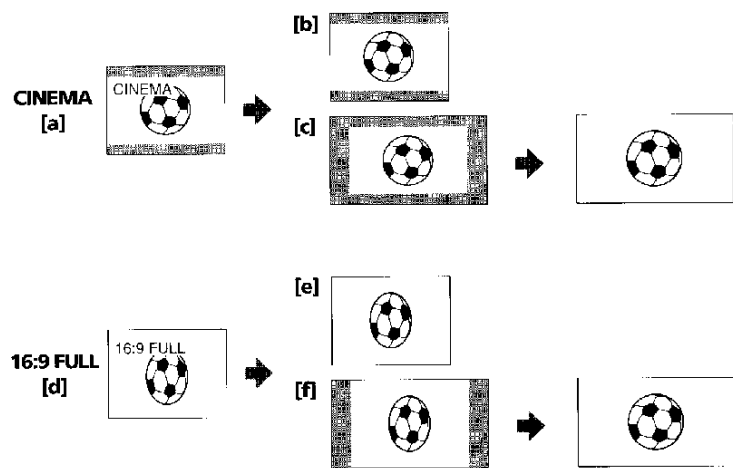 [b]
CINEMA
[a]
CINEMA
[c]
[e]
16:9 FULL
[d]
16:9 FULL
[f]